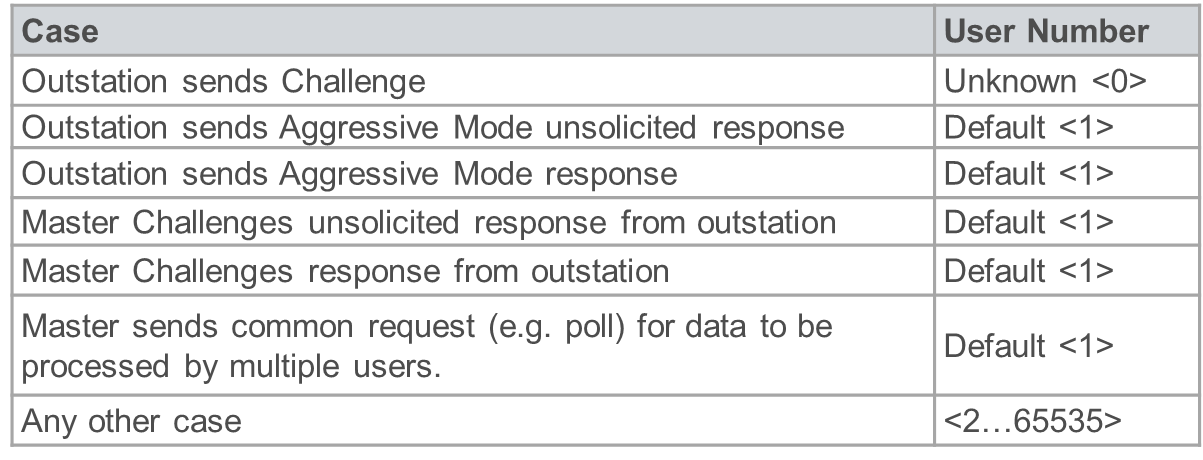 Case User Number
Outstation sends Challenge Unknown <0>
Outstation sends Aggressive Mode unsolicited response Default <1>
Outstation sends Aggressive Mode response Default <1>
Master Challenges unsolicited response from outstation Default <1>
Master Challenges response from outstation Default <1>
Master sends common request (e.g. poll) for data to be
processed by multiple users. Default <1>
Any other case <2…65535>